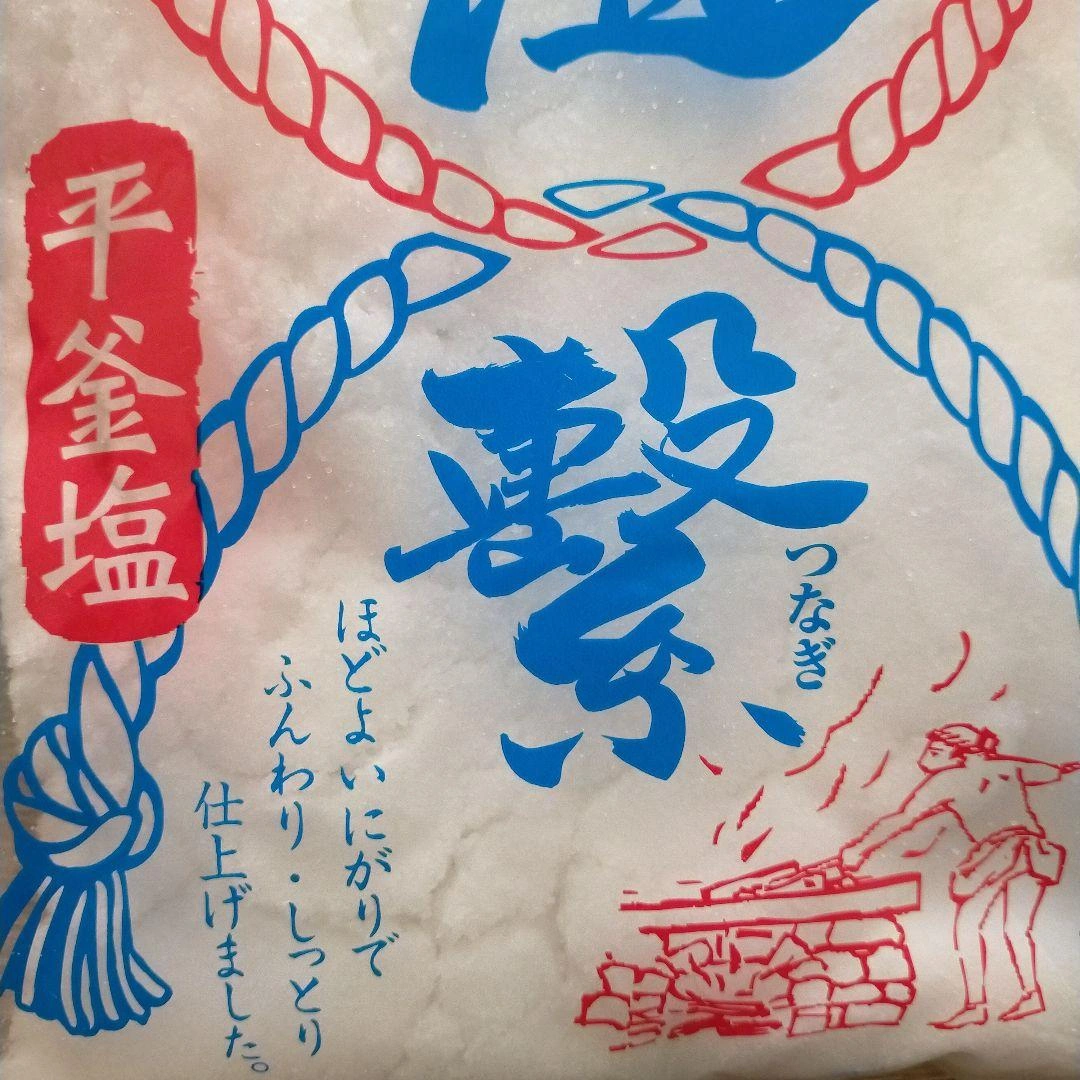 平釜塩
繋
つなぎ
ほどよいにがりで
ふんわり・しっとり
仕上げました。